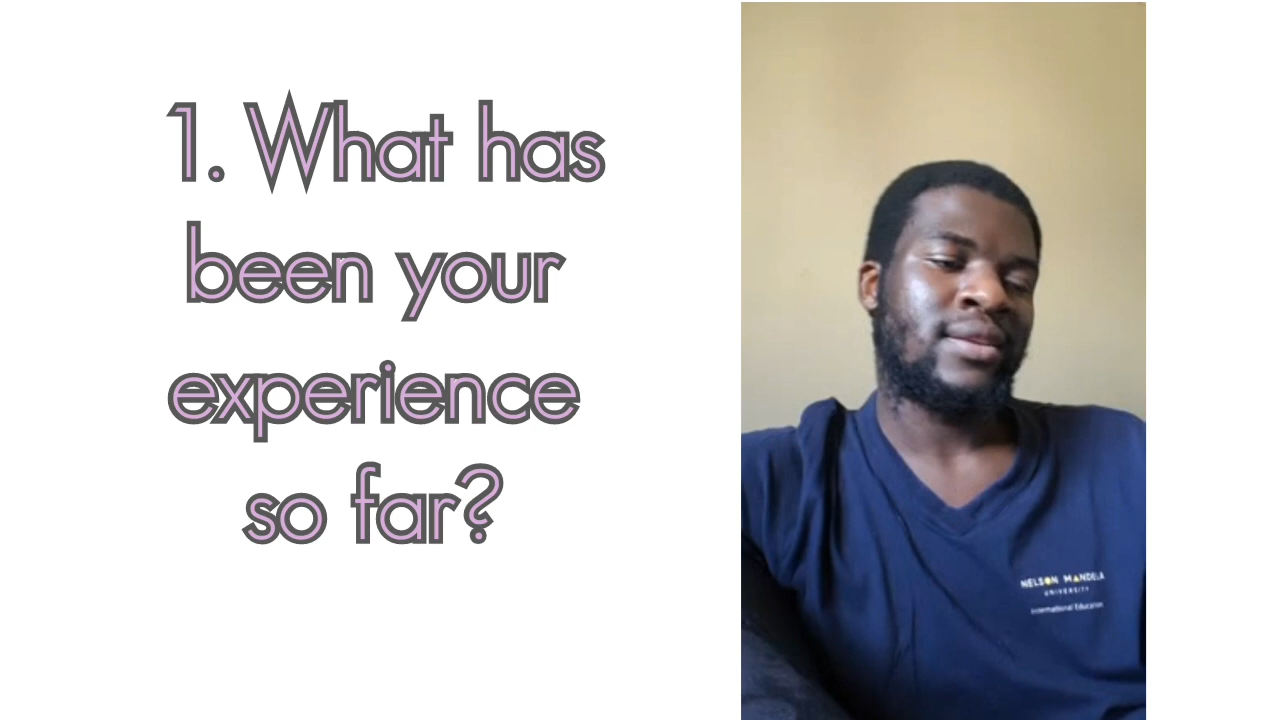 1. What has
been your
experience
so far?
NELSON MANDELA
UNIVERSITY
International Education